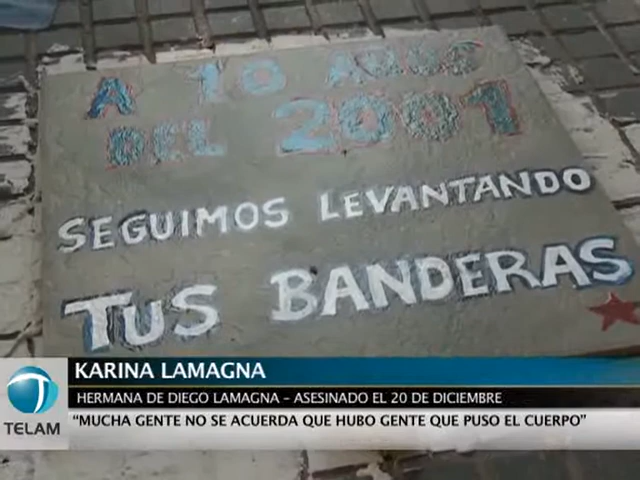 A 10 AÑOS
DEL 2001
SEGUIMOS LEVANTANDO
TUS BANDERAS
KARINA LAMAGNA
HERMANA DE DIEGO LAMAGNA – ASESINADO EL 20 DE DICIEMBRE
TELAM
“MUCHA GENTE NO SE ACUERDA QUE HUBO GENTE QUE PUSO EL CUERPO”